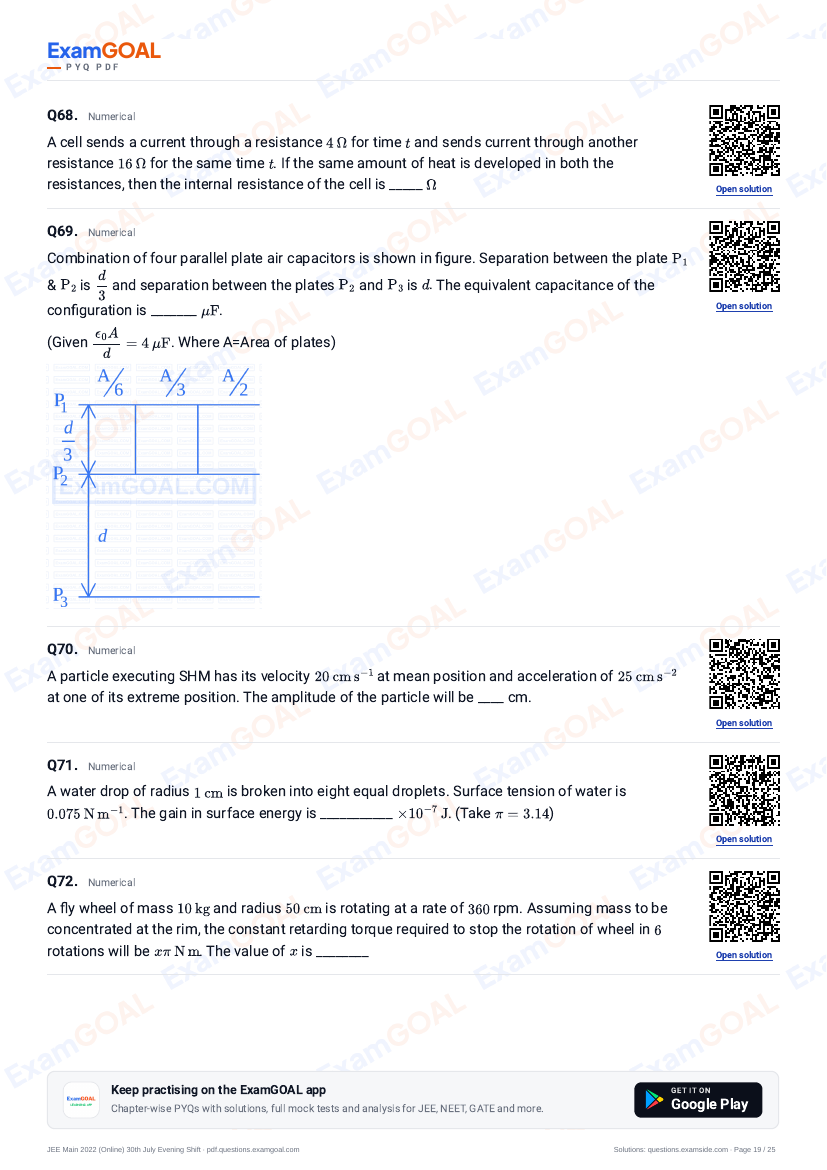 ExamGOAL
PYQ PDF
Q68. Numerical
A cell sends a current through a resistance 4 Ω for time t and sends current through another
resistance 16 Ω for the same time t. If the same amount of heat is developed in both the
resistances, then the internal resistance of the cell is _____ Ω
Open solution
Q69. Numerical
Combination of four parallel plate air capacitors is shown in figure. Separation between the plate P₁
& P₂ is d/3 and separation between the plates P₂ and P₃ is d. The equivalent capacitance of the
configuration is _______ μF.
Open solution
(Given ϵ₀A/d = 4 μF. Where A=Area of plates)
A/6 A/3 A/2
P₁
d/3
P₂
ExamGOAL.COM
d
P₃
Q70. Numerical
A particle executing SHM has its velocity 20 cm s⁻¹ at mean position and acceleration of 25 cm s⁻²
at one of its extreme position. The amplitude of the particle will be ____ cm.
Open solution
Q71. Numerical
A water drop of radius 1 cm is broken into eight equal droplets. Surface tension of water is
0.075 N m⁻¹. The gain in surface energy is ___________ ×10⁻⁷ J. (Take π = 3.14)
Open solution
Q72. Numerical
A fly wheel of mass 10 kg and radius 50 cm is rotating at a rate of 360 rpm. Assuming mass to be
concentrated at the rim, the constant retarding torque required to stop the rotation of wheel in 6
rotations will be xπ N m. The value of x is ________
Open solution
ExamGOAL
Keep practising on the ExamGOAL app
Chapter-wise PYQs with solutions, full mock tests and analysis for JEE, NEET, GATE and more.
GET IT ON
Google Play
JEE Main 2022 (Online) 30th July Evening Shift · pdf.questions.examgoal.com
Solutions: questions.examside.com · Page 19 / 25